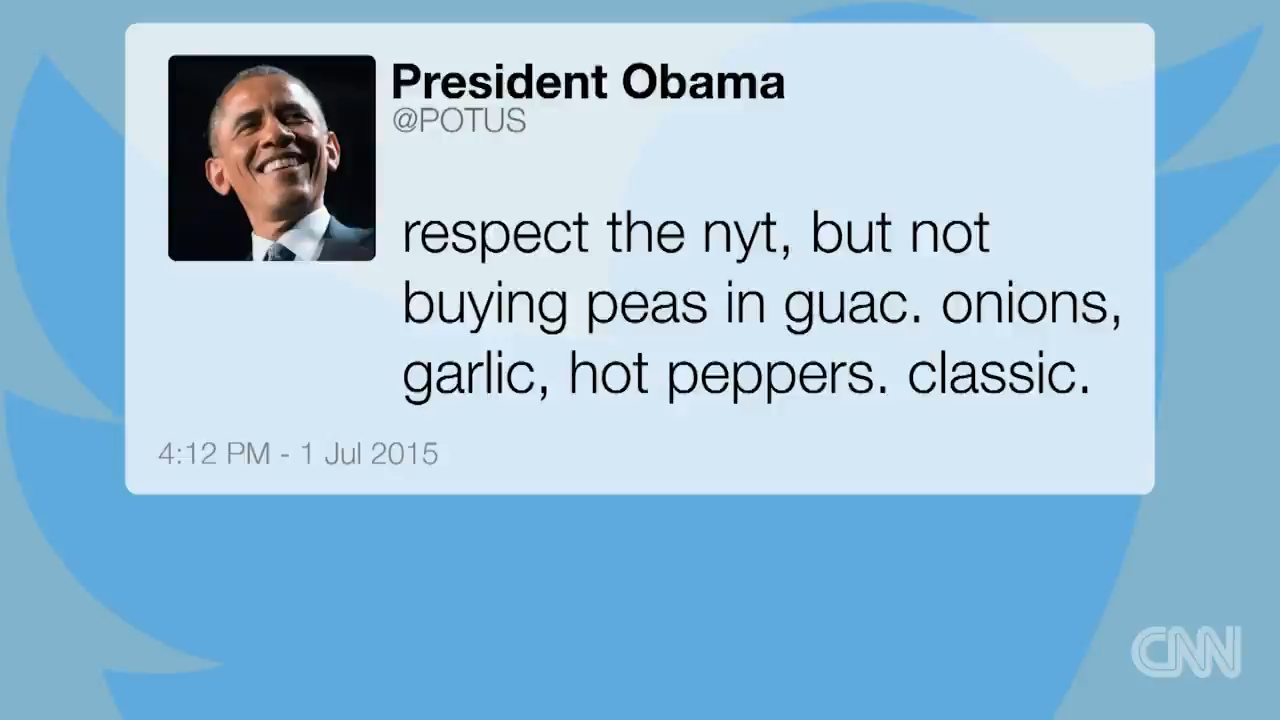 President Obama
@POTUS
respect the nyt, but not
buying peas in guac. onions,
garlic, hot peppers. classic.
4:12 PM - 1 Jul 2015
CNN